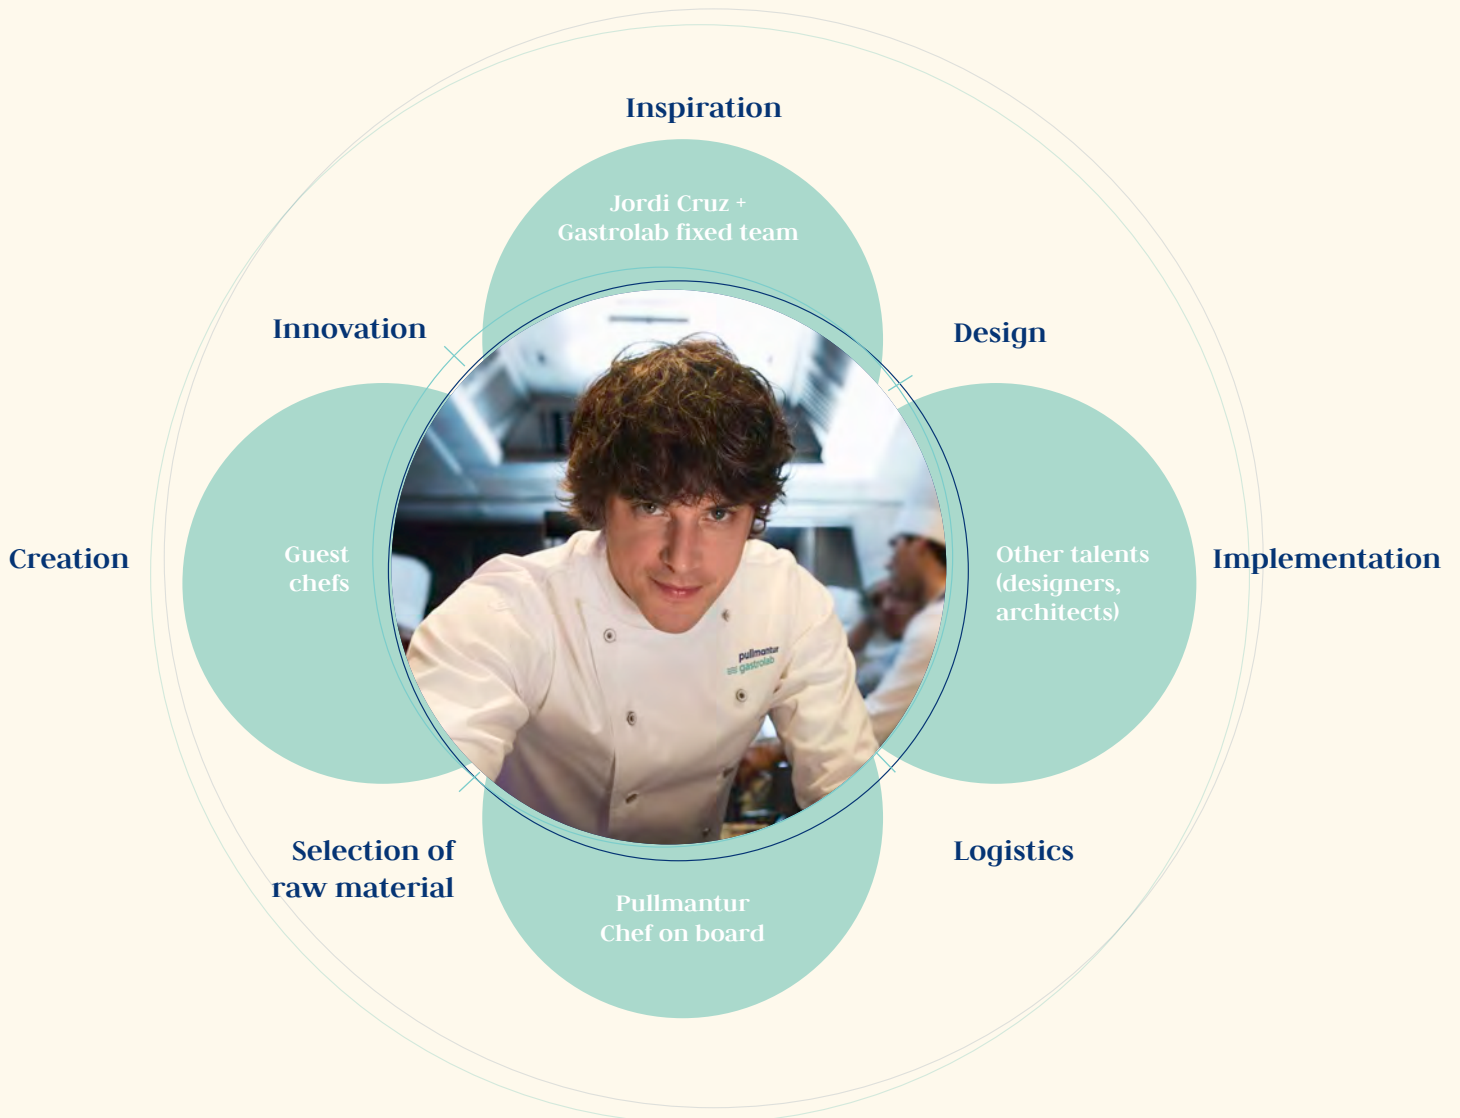 Inspiration
Jordi Cruz +
Gastrolab fixed team
Innovation
Design
Creation
Guest
chefs
Other talents
(designers,
architects)
Implementation
pullmantur
gastrolab
Selection of
raw material
Logistics
Pullmantur
Chef on board